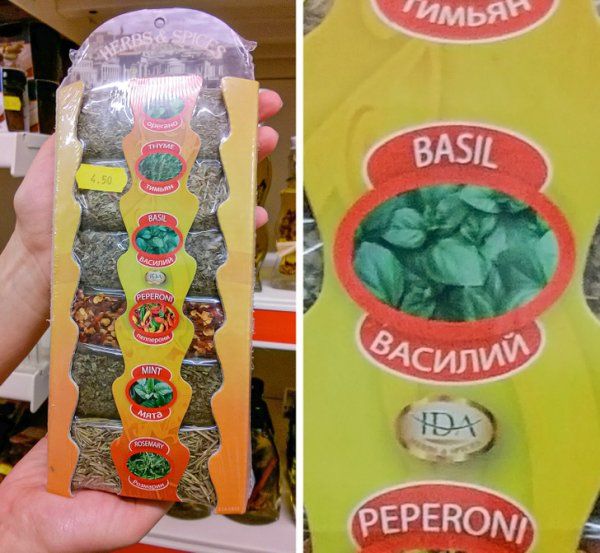 HERBS & SPICES
орегано
THYME
тимьян
4.50
BASIL
ВАСИЛИЙ
IDA
PEPERONI
пепперони
MINT
мята
ROSEMARY
Розмарин
ТИМЬЯН
BASIL
ВАСИЛИЙ
IDA
PEPERONI